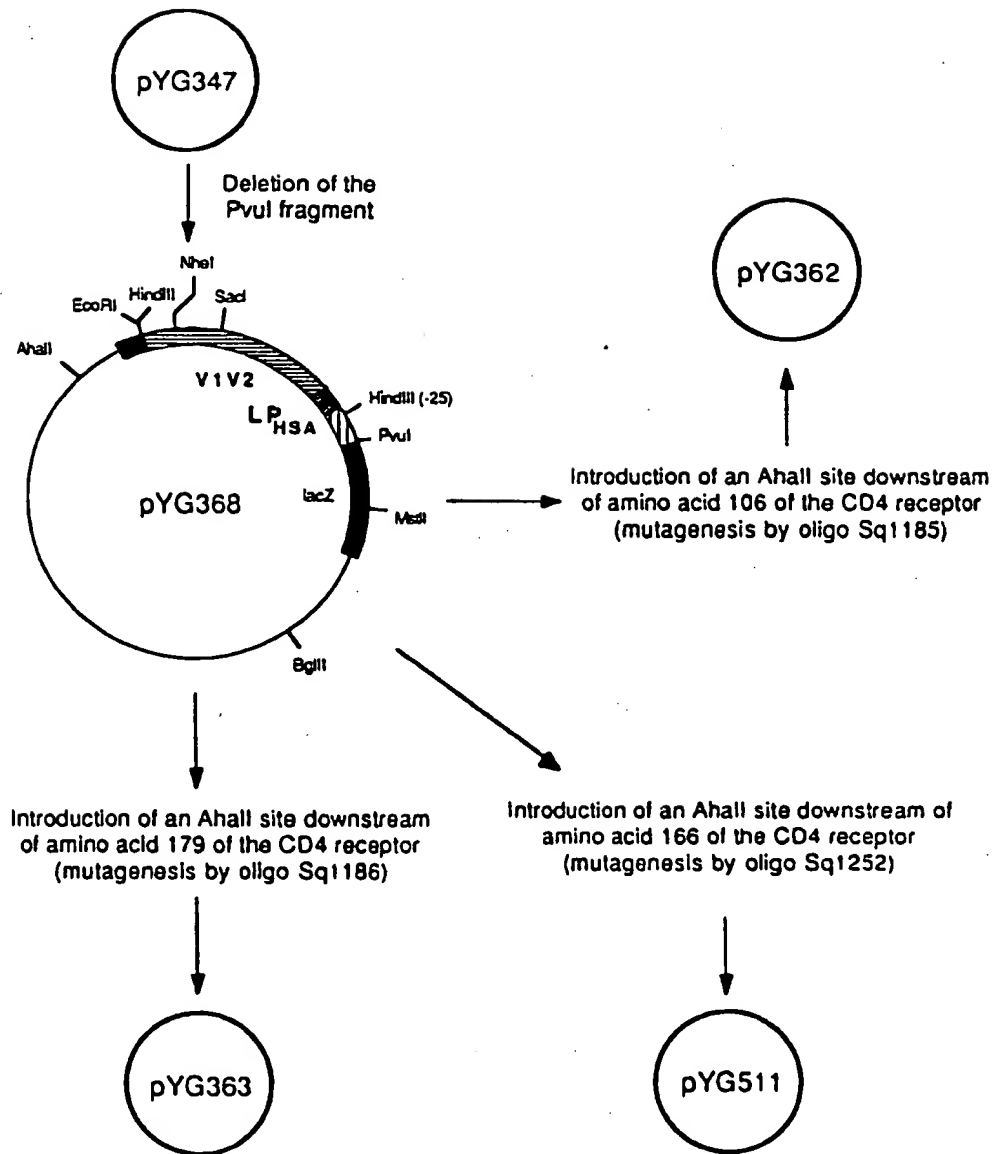 pYG347
Deletion of the
PvuI fragment
NheI
EcoRI
HindIII
SacI
AhaII
V1V2
LP HSA
HindIII (-25)
PvuI
pYG368
lacZ
MstII
BglII
pYG362
Introduction of an AhaII site downstream
of amino acid 106 of the CD4 receptor
(mutagenesis by oligo Sq1185)
Introduction of an AhaII site downstream
of amino acid 179 of the CD4 receptor
(mutagenesis by oligo Sq1186)
Introduction of an AhaII site downstream of
amino acid 166 of the CD4 receptor
(mutagenesis by oligo Sq1252)
pYG363
pYG511